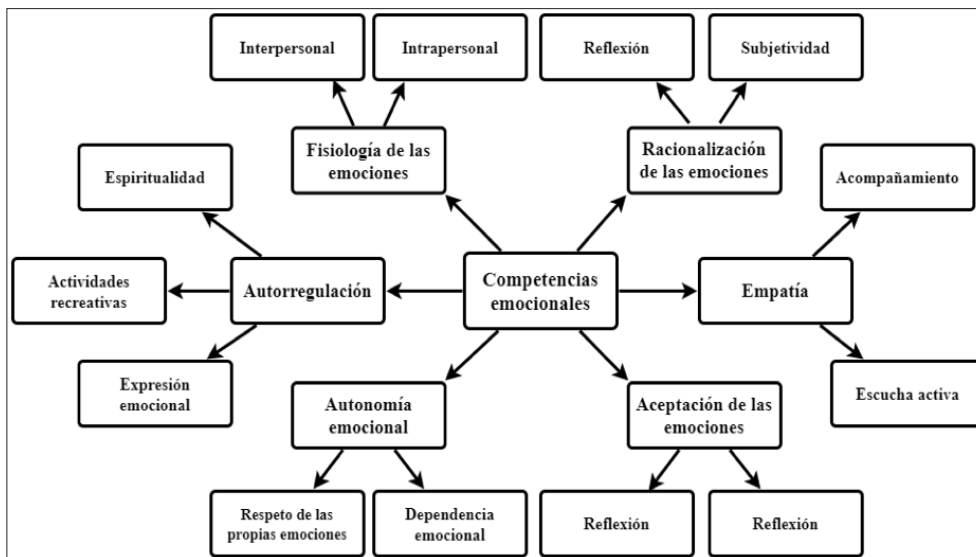 Interpersonal
Intrapersonal
Reflexión
Subjetividad
Fisiología de las
emociones
Racionalización
de las emociones
Espiritualidad
Acompañamiento
Actividades
recreativas
Autorregulación
Competencias
emocionales
Empatía
Expresión
emocional
Autonomía
emocional
Aceptación de las
emociones
Escucha activa
Respeto de las
propias emociones
Dependencia
emocional
Reflexión
Reflexión